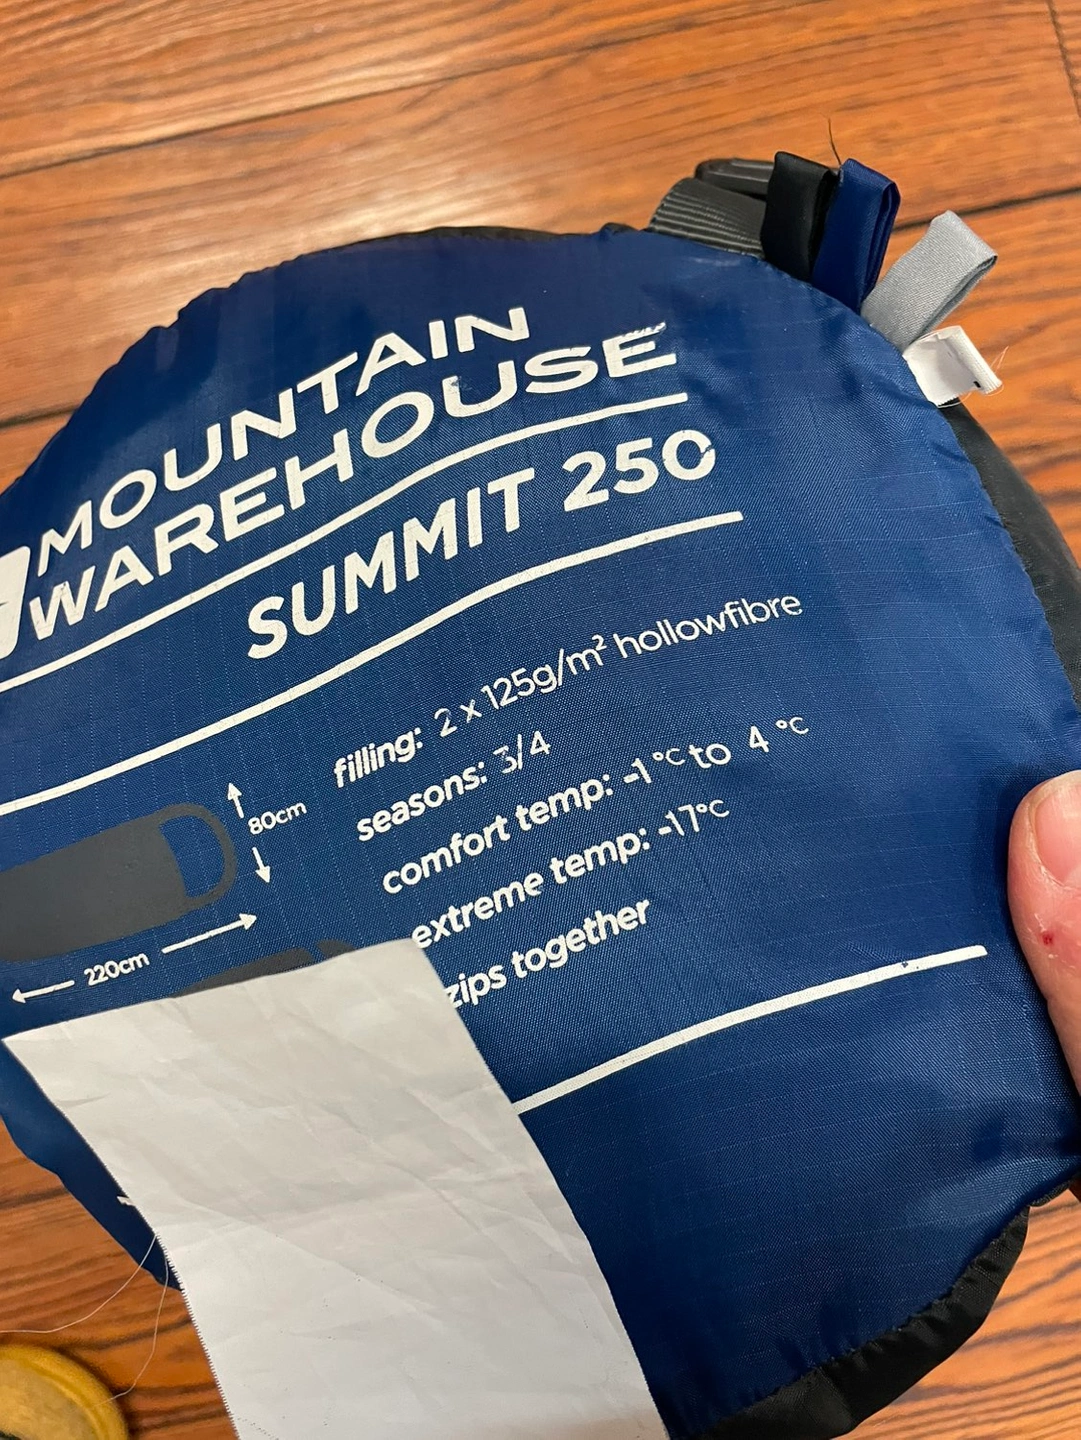 MOUNTAIN
WAREHOUSE
SUMMIT 250
filling: 2 x 125g/m² hollowfibre
seasons: 3/4
comfort temp: -1 °C to 4 °C
extreme temp: -17°C
zips together
80cm
220cm